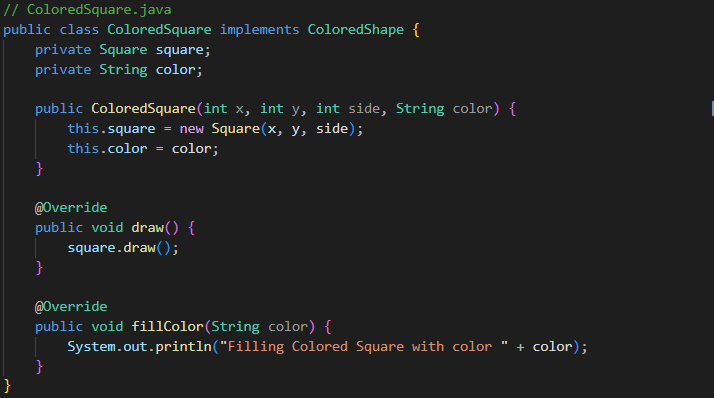 // ColoredSquare.java
public class ColoredSquare implements ColoredShape {
    private Square square;
    private String color;

    public ColoredSquare(int x, int y, int side, String color) {
        this.square = new Square(x, y, side);
        this.color = color;
    }

    @Override
    public void draw() {
        square.draw();
    }

    @Override
    public void fillColor(String color) {
        System.out.println("Filling Colored Square with color " + color);
    }
}